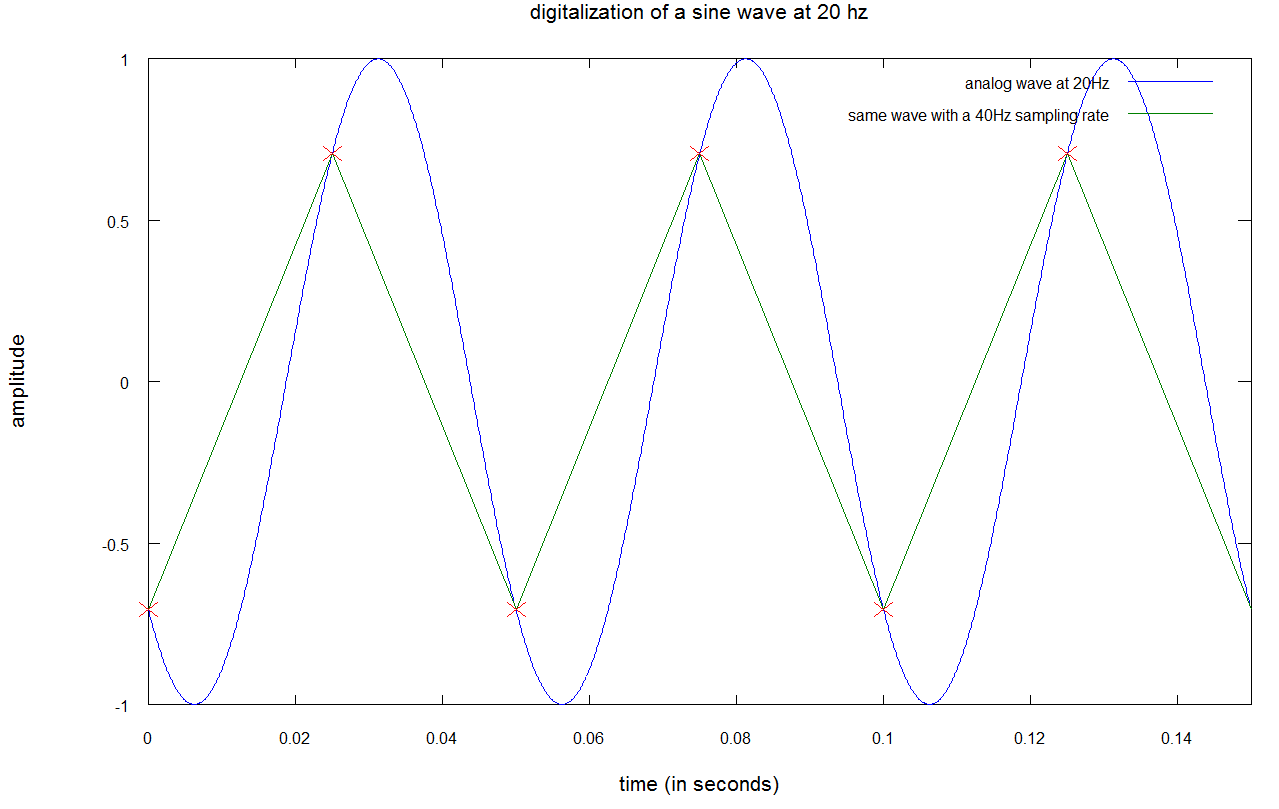 digitalization of a sine wave at 20 hz
analog wave at 20Hz
same wave with a 40Hz sampling rate
1
0.5
0
-0.5
-1
amplitude
0 0.02 0.04 0.06 0.08 0.1 0.12 0.14
time (in seconds)